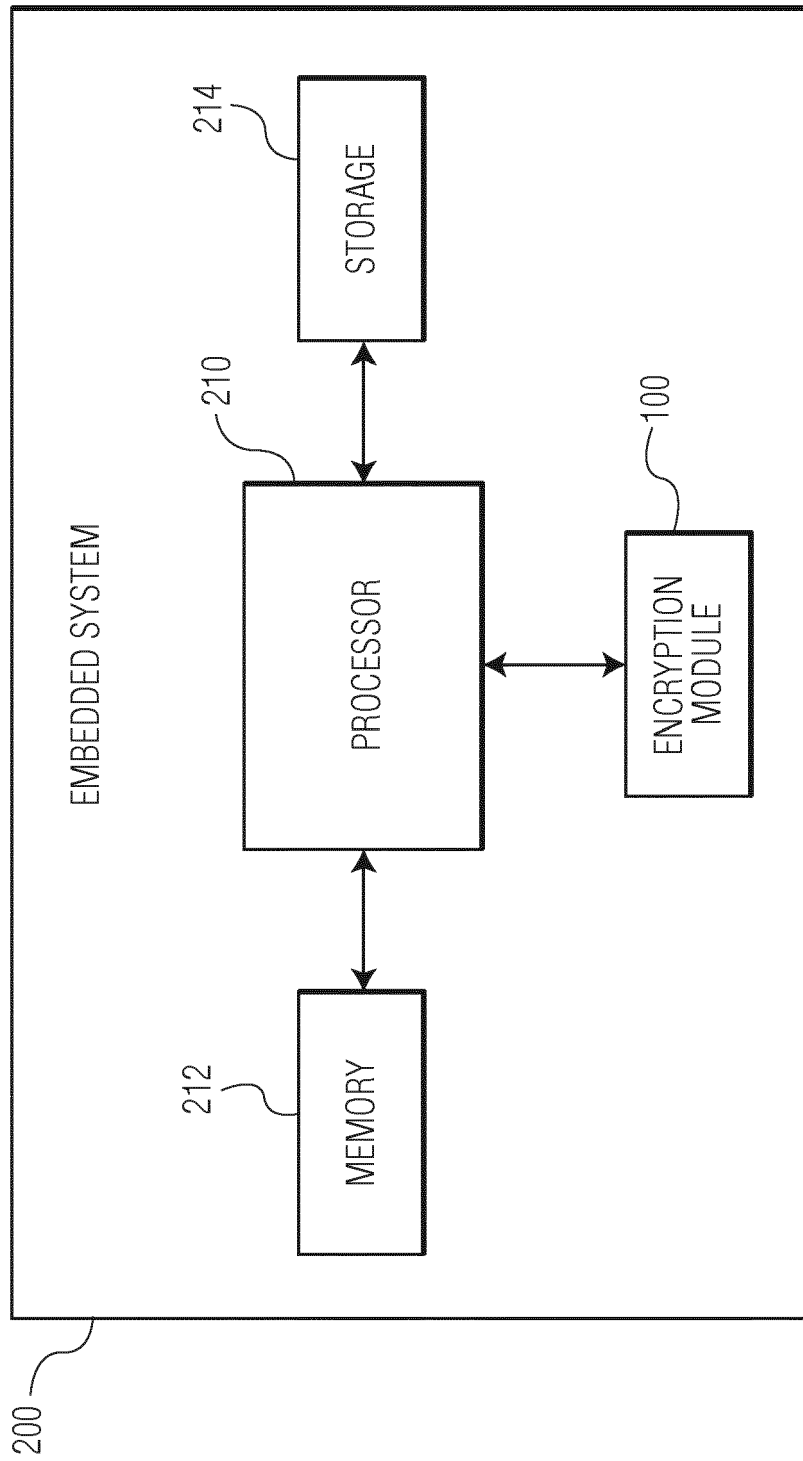 EMBEDDED SYSTEM
200
212
MEMORY
210
PROCESSOR
214
STORAGE
100
ENCRYPTION
MODULE